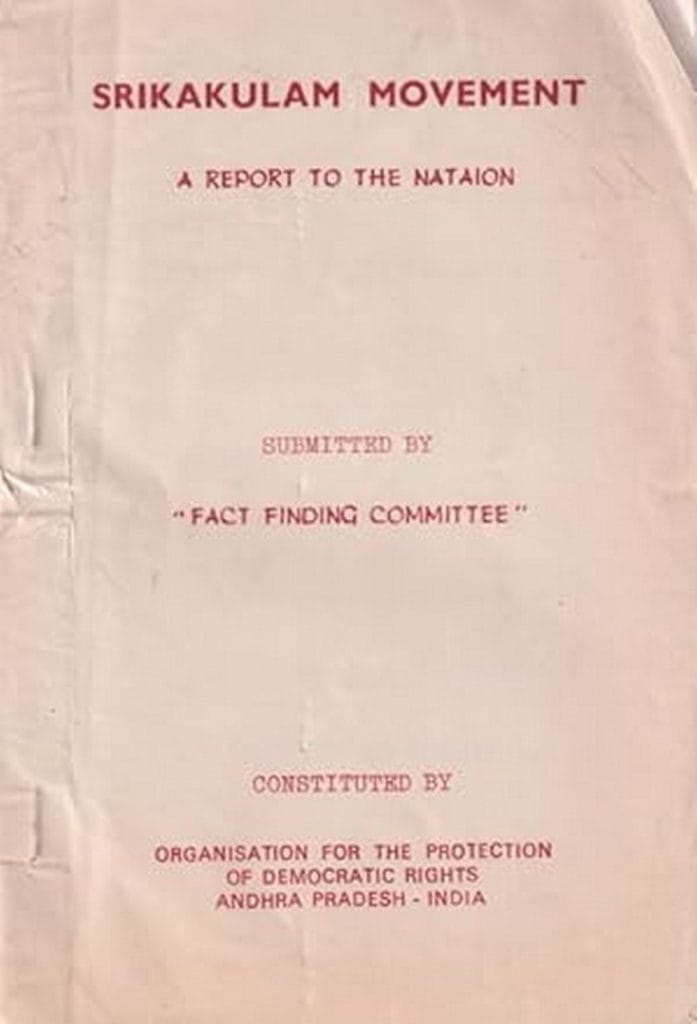 SRIKAKULAM MOVEMENT
A REPORT TO THE NATAION
SUBMITTED BY
"FACT FINDING COMMITTEE"
CONSTITUTED BY
ORGANISATION FOR THE PROTECTION
OF DEMOCRATIC RIGHTS
ANDHRA PRADESH - INDIA